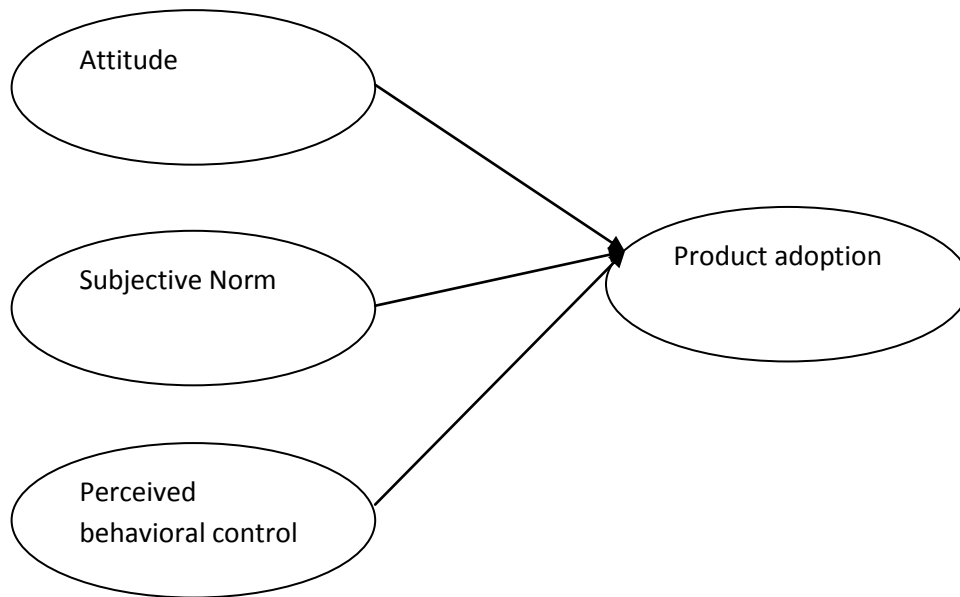 Attitude
Subjective Norm
Product adoption
Perceived
behavioral control